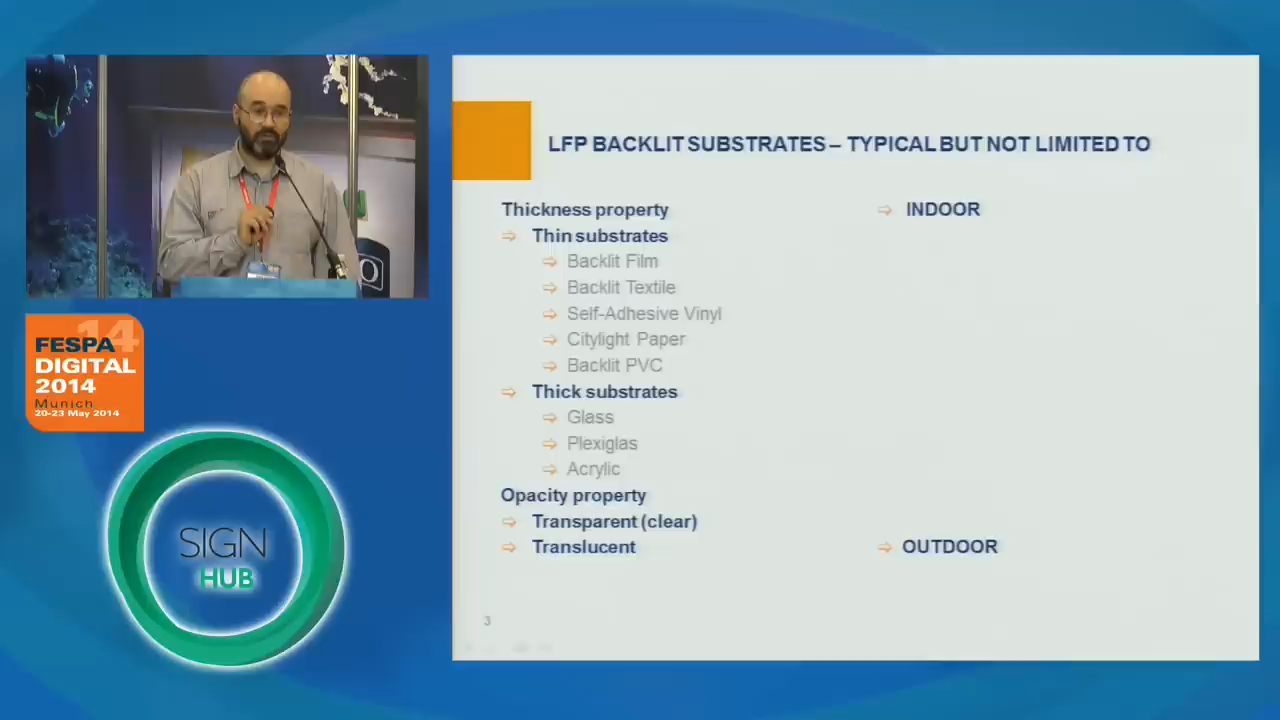 LFP BACKLIT SUBSTRATES – TYPICAL BUT NOT LIMITED TO
Thickness property
Thin substrates
Backlit Film
Backlit Textile
Self-Adhesive Vinyl
Citylight Paper
Backlit PVC
Thick substrates
Glass
Plexiglas
Acrylic
Opacity property
Transparent (clear)
Translucent
INDOOR
OUTDOOR
3
14
FESPA
DIGITAL
2014
Munich
20-23 May 2014
SIGN
HUB